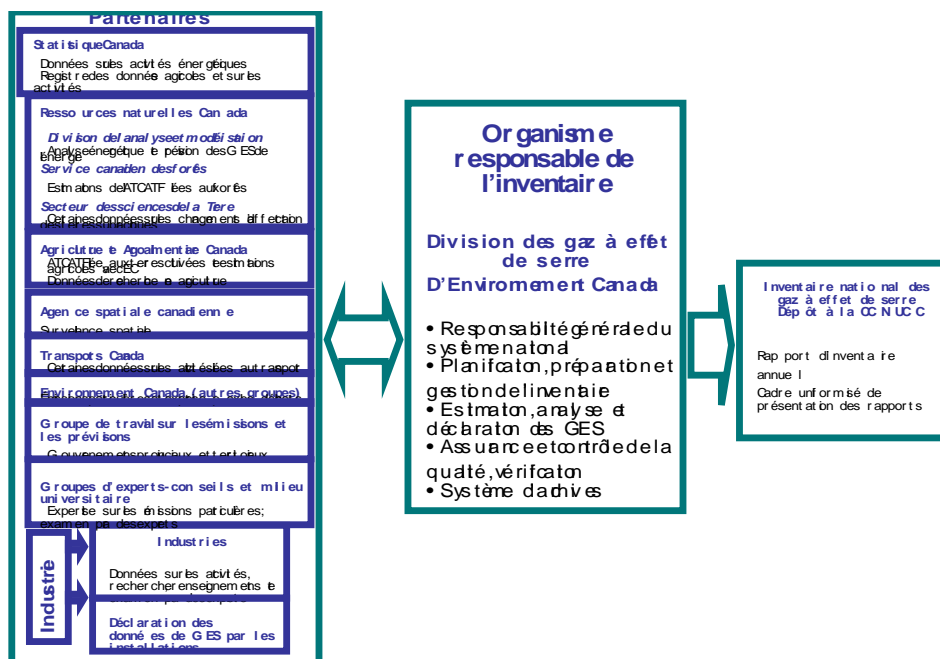 Partenaires
StatistiqueCanada
Données surles activités énergétiques
Registre des données agricoles et sur les
activités
Ressources naturelles Canada
Division de l'analyse et modélisation
Analyse énergétique et prévision des GES de
énergie
Service canadien des forêts
Estimations de l'ATCATF liées aux forêts
Secteur des sciences de la Terre
Certaines données sur les changements d'affectation
des terres
Agriculture et Agroalimentaire Canada
ATCATF liée aux terres cultivées et estimations
agricoles avec EC
Données de recherche en agriculture
Agence spatiale canadienne
Surveillance spatiale
Transports Canada
Certaines données sur les activités liées au transport
Environnement Canada (autres groupes)
Groupe de travail sur les émissions et
les prévisions
Gouvernements provinciaux et territoriaux
Groupes d'experts-conseils et milieu
universitaire
Expertise sur les émissions particulières;
examen par des experts
Industrie
Industries
Données sur les activités,
recherche, renseignements et
Déclaration des
données de GES par les
installations
Organisme
responsable de
l'inventaire
Division des gaz à effet
de serre
D'Environnement Canada
• Responsabilité générale du
système national
• Planification, préparation et
gestion de l'inventaire
• Estimation, analyse et
déclaration des GES
• Assurance et contrôle de la
qualité, vérification
• Système d'archives
Inventaire national des
gaz à effet de serre
Dépôt à la CCNUCC
Rapport d'inventaire
annuel
Cadre uniformisé de
présentation des rapports